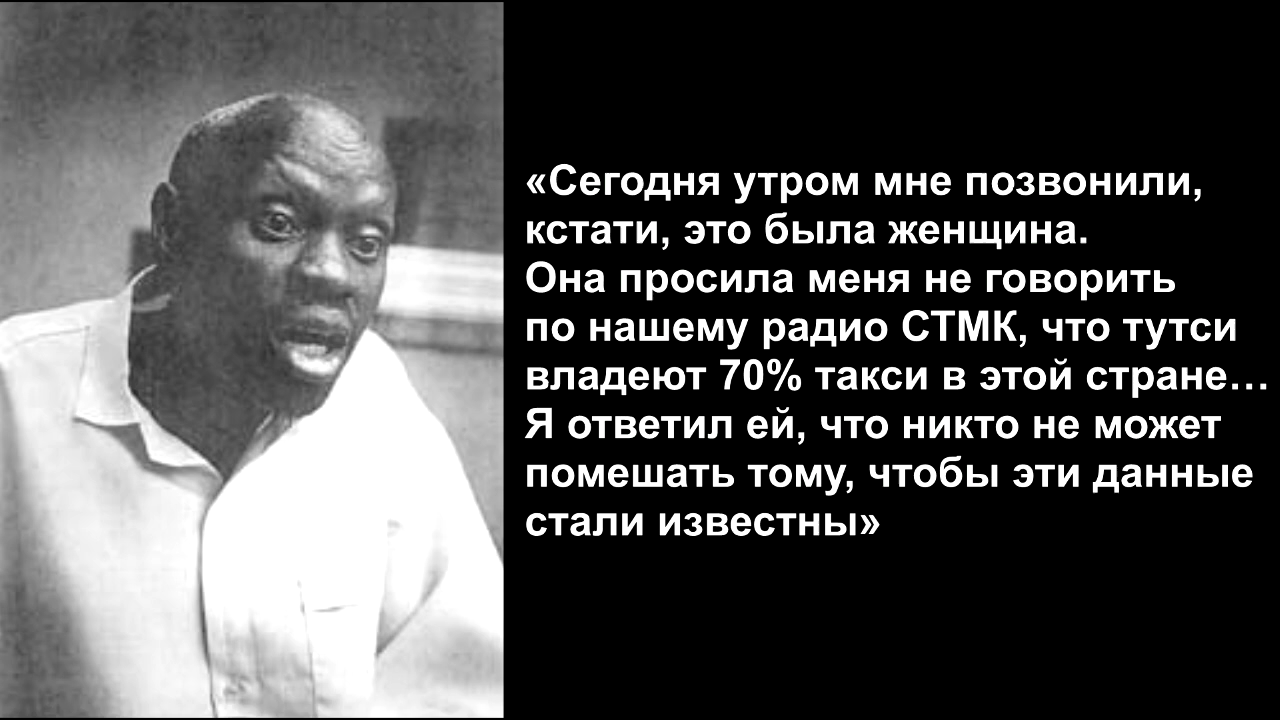 «Сегодня утром мне позвонили,
кстати, это была женщина.
Она просила меня не говорить
по нашему радио СТМК, что тутси
владеют 70% такси в этой стране…
Я ответил ей, что никто не может
помешать тому, чтобы эти данные
стали известны»